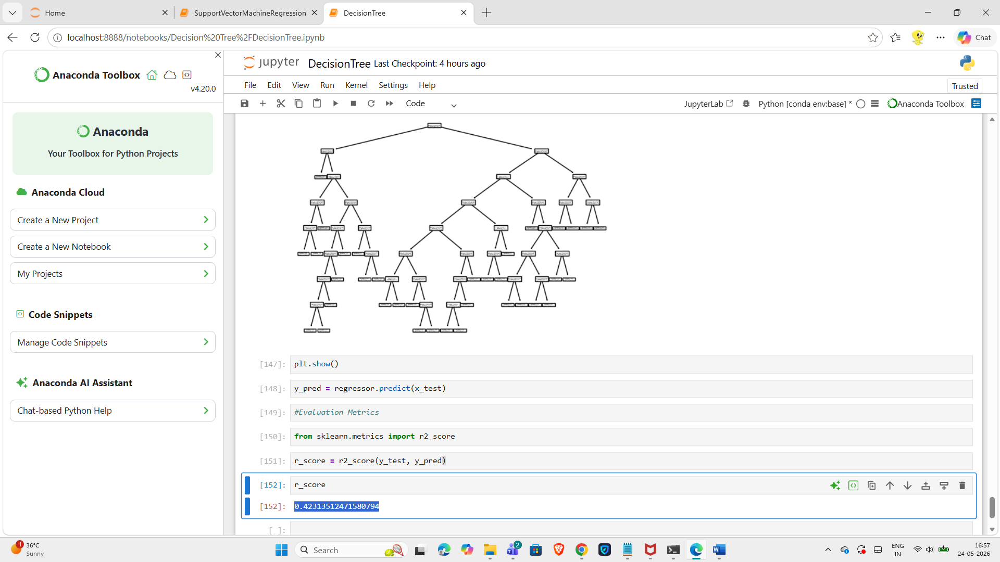 Home
SupportVectorMachineRegression
DecisionTree
localhost:8888/notebooks/Decision%20Tree%2FDecisionTree.ipynb
Chat
Anaconda Toolbox
v4.20.0
Anaconda
Your Toolbox for Python Projects
Anaconda Cloud
Create a New Project
Create a New Notebook
My Projects
Code Snippets
Manage Code Snippets
Anaconda AI Assistant
Chat-based Python Help
jupyter DecisionTree Last Checkpoint: 4 hours ago
File Edit View Run Kernel Settings Help
Trusted
Code
JupyterLab
Python [conda env:base] *
Anaconda Toolbox
[147]: plt.show()
[148]: y_pred = regressor.predict(x_test)
[149]: #Evaluation Metrics
[150]: from sklearn.metrics import r2_score
[151]: r_score = r2_score(y_test, y_pred)
[152]: r_score
[152]: 0.42313512471580794
[ ]:
1
36°C
Sunny
Search
2
ENG
IN
16:57
24-05-2026